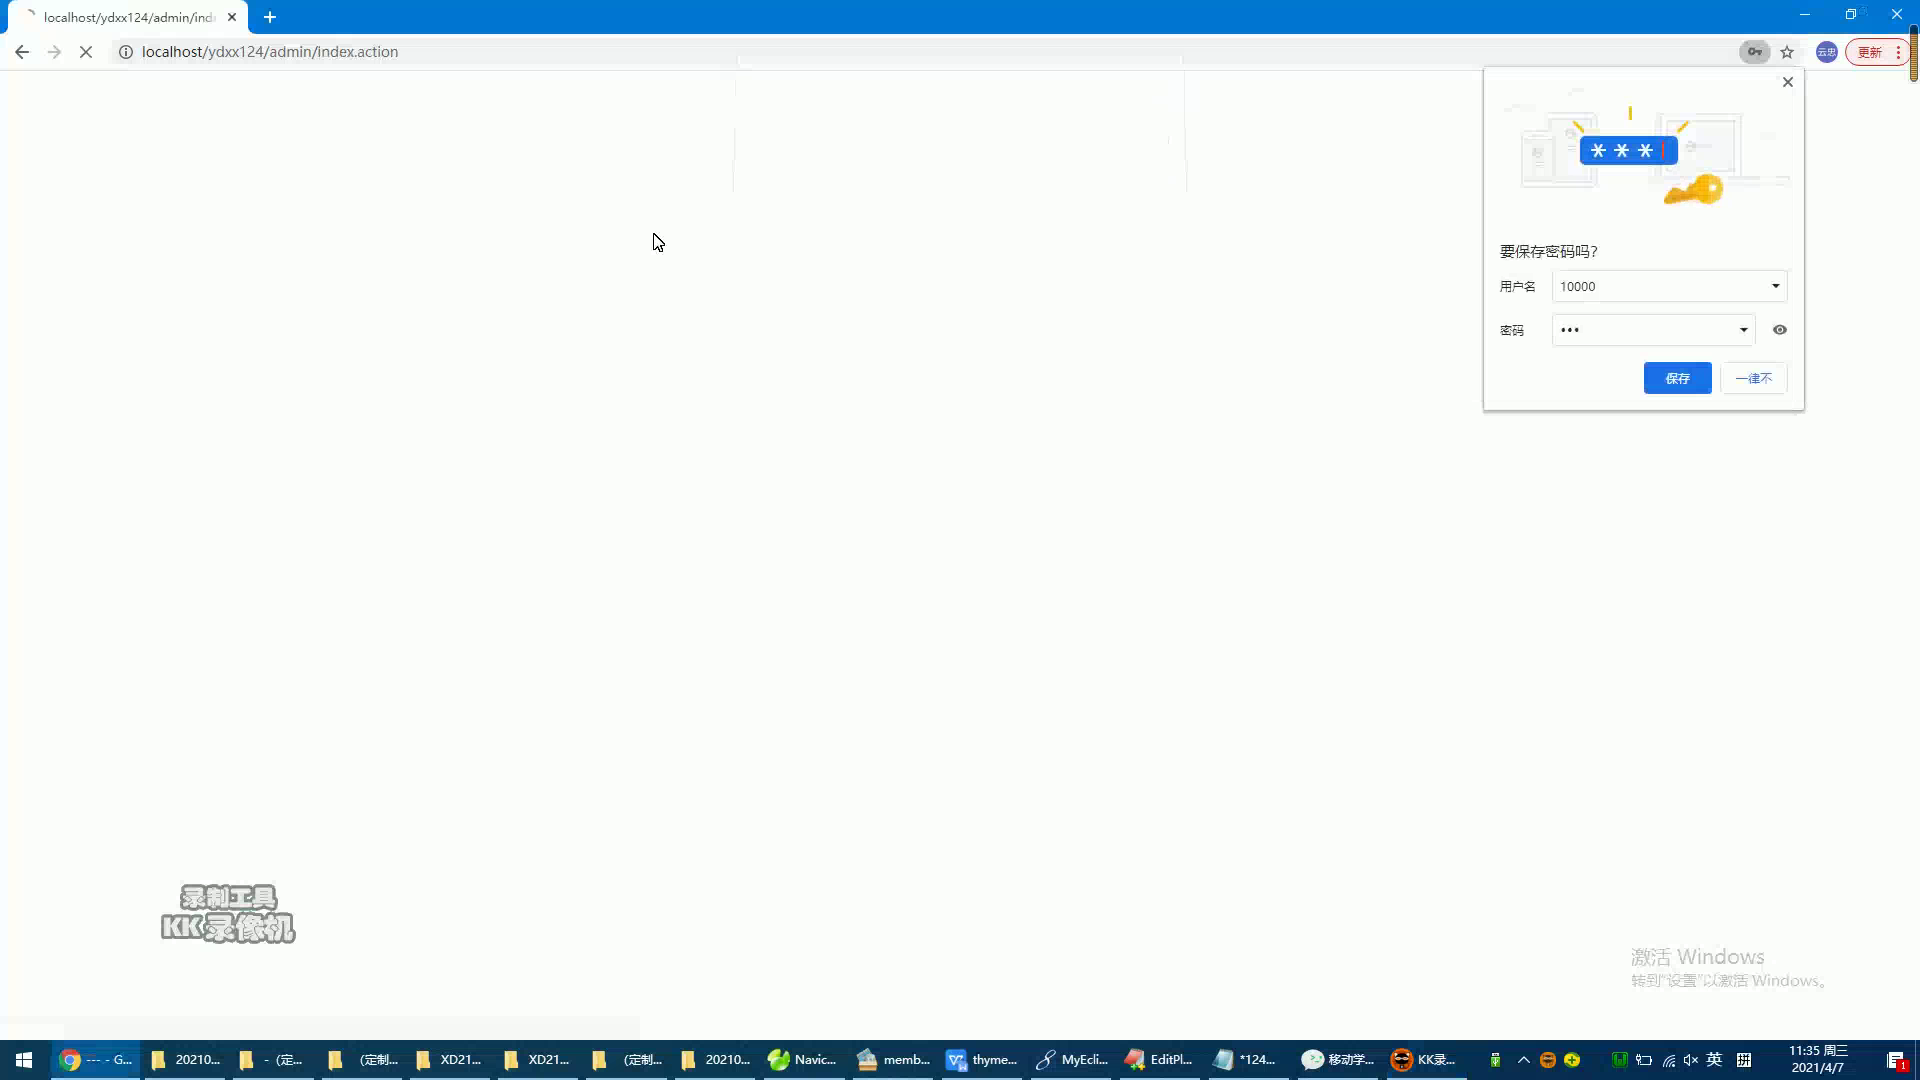 localhost/ydxx124/admin/ind
localhost/ydxx124/admin/index.action
云忠
更新
***
要保存密码吗?
用户名
10000
密码
•••
保存
一律不
录制工具
KK录像机
激活 Windows
转到"设置"以激活 Windows。
--- - G...
20210...
- （定...
（定制...
XD21...
XD21...
（定制...
20210...
Navic...
memb...
thyme...
MyEcli...
EditPl...
*124...
移动学...
KK录...
英
11:35 周三
2021/4/7
1